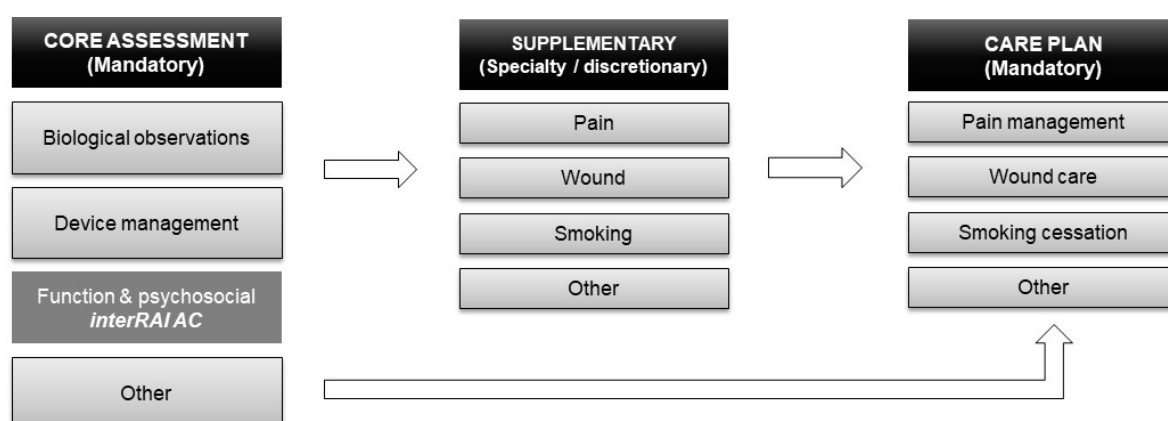 CORE ASSESSMENT
(Mandatory)
Biological observations
Device management
Function & psychosocial
interRAI AC
Other
SUPPLEMENTARY
(Specialty / discretionary)
Pain
Wound
Smoking
Other
CARE PLAN
(Mandatory)
Pain management
Wound care
Smoking cessation
Other